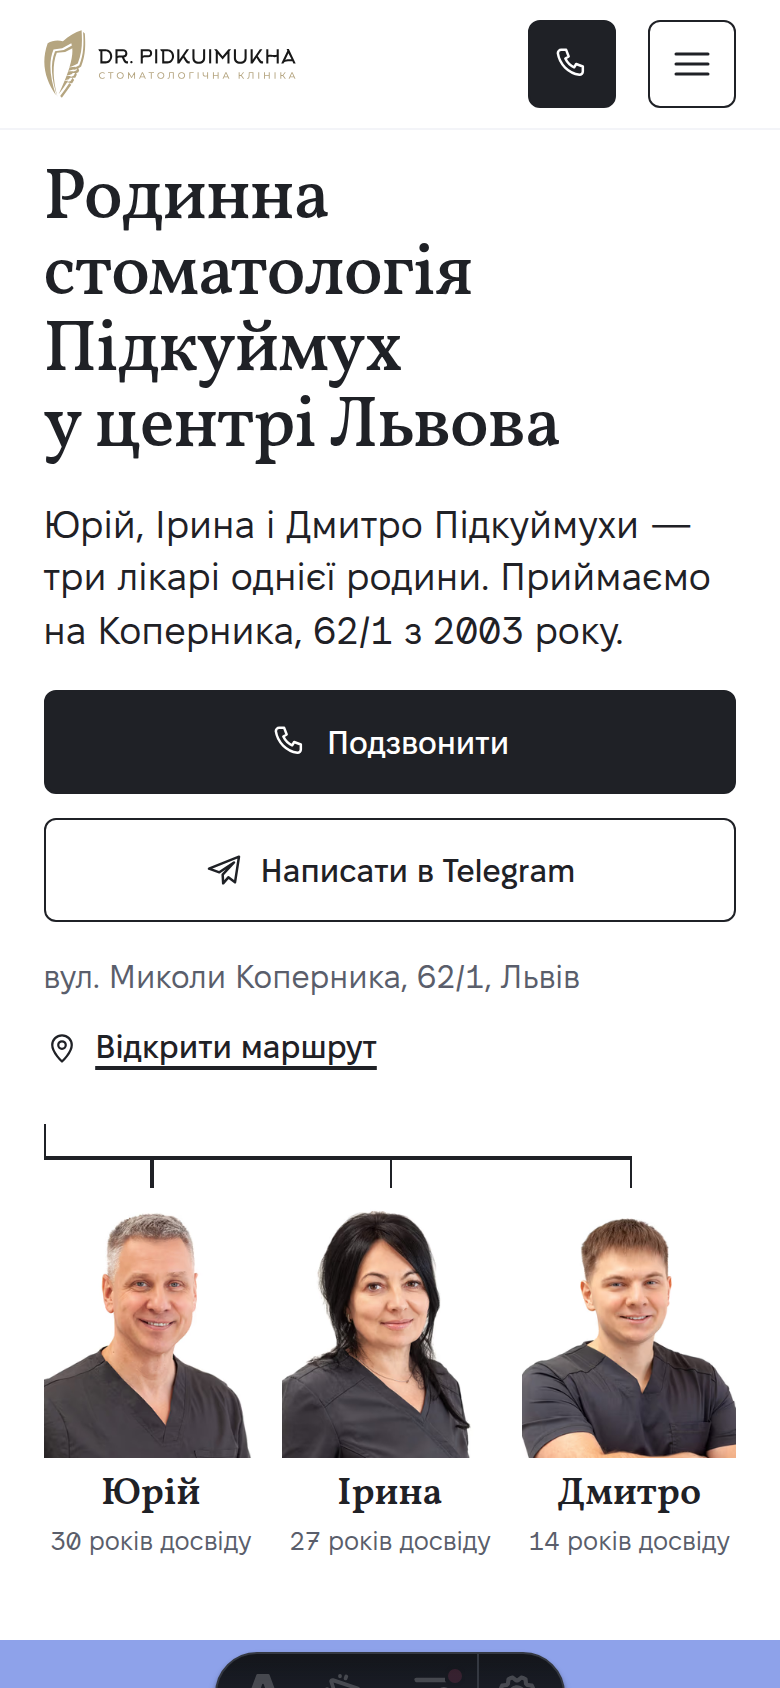 DR. PIDKUIMUKHA
СТОМАТОЛОГІЧНА КЛІНІКА
Родинна
стоматологія
Підкуймух
у центрі Львова
Юрій, Ірина і Дмитро Підкуймухи —
три лікарі однієї родини. Приймаємо
на Коперника, 62/1 з 2003 року.
Подзвонити
Написати в Telegram
вул. Миколи Коперника, 62/1, Львів
Відкрити маршрут
Юрій Ірина Дмитро
30 років досвіду 27 років досвіду 14 років досвіду